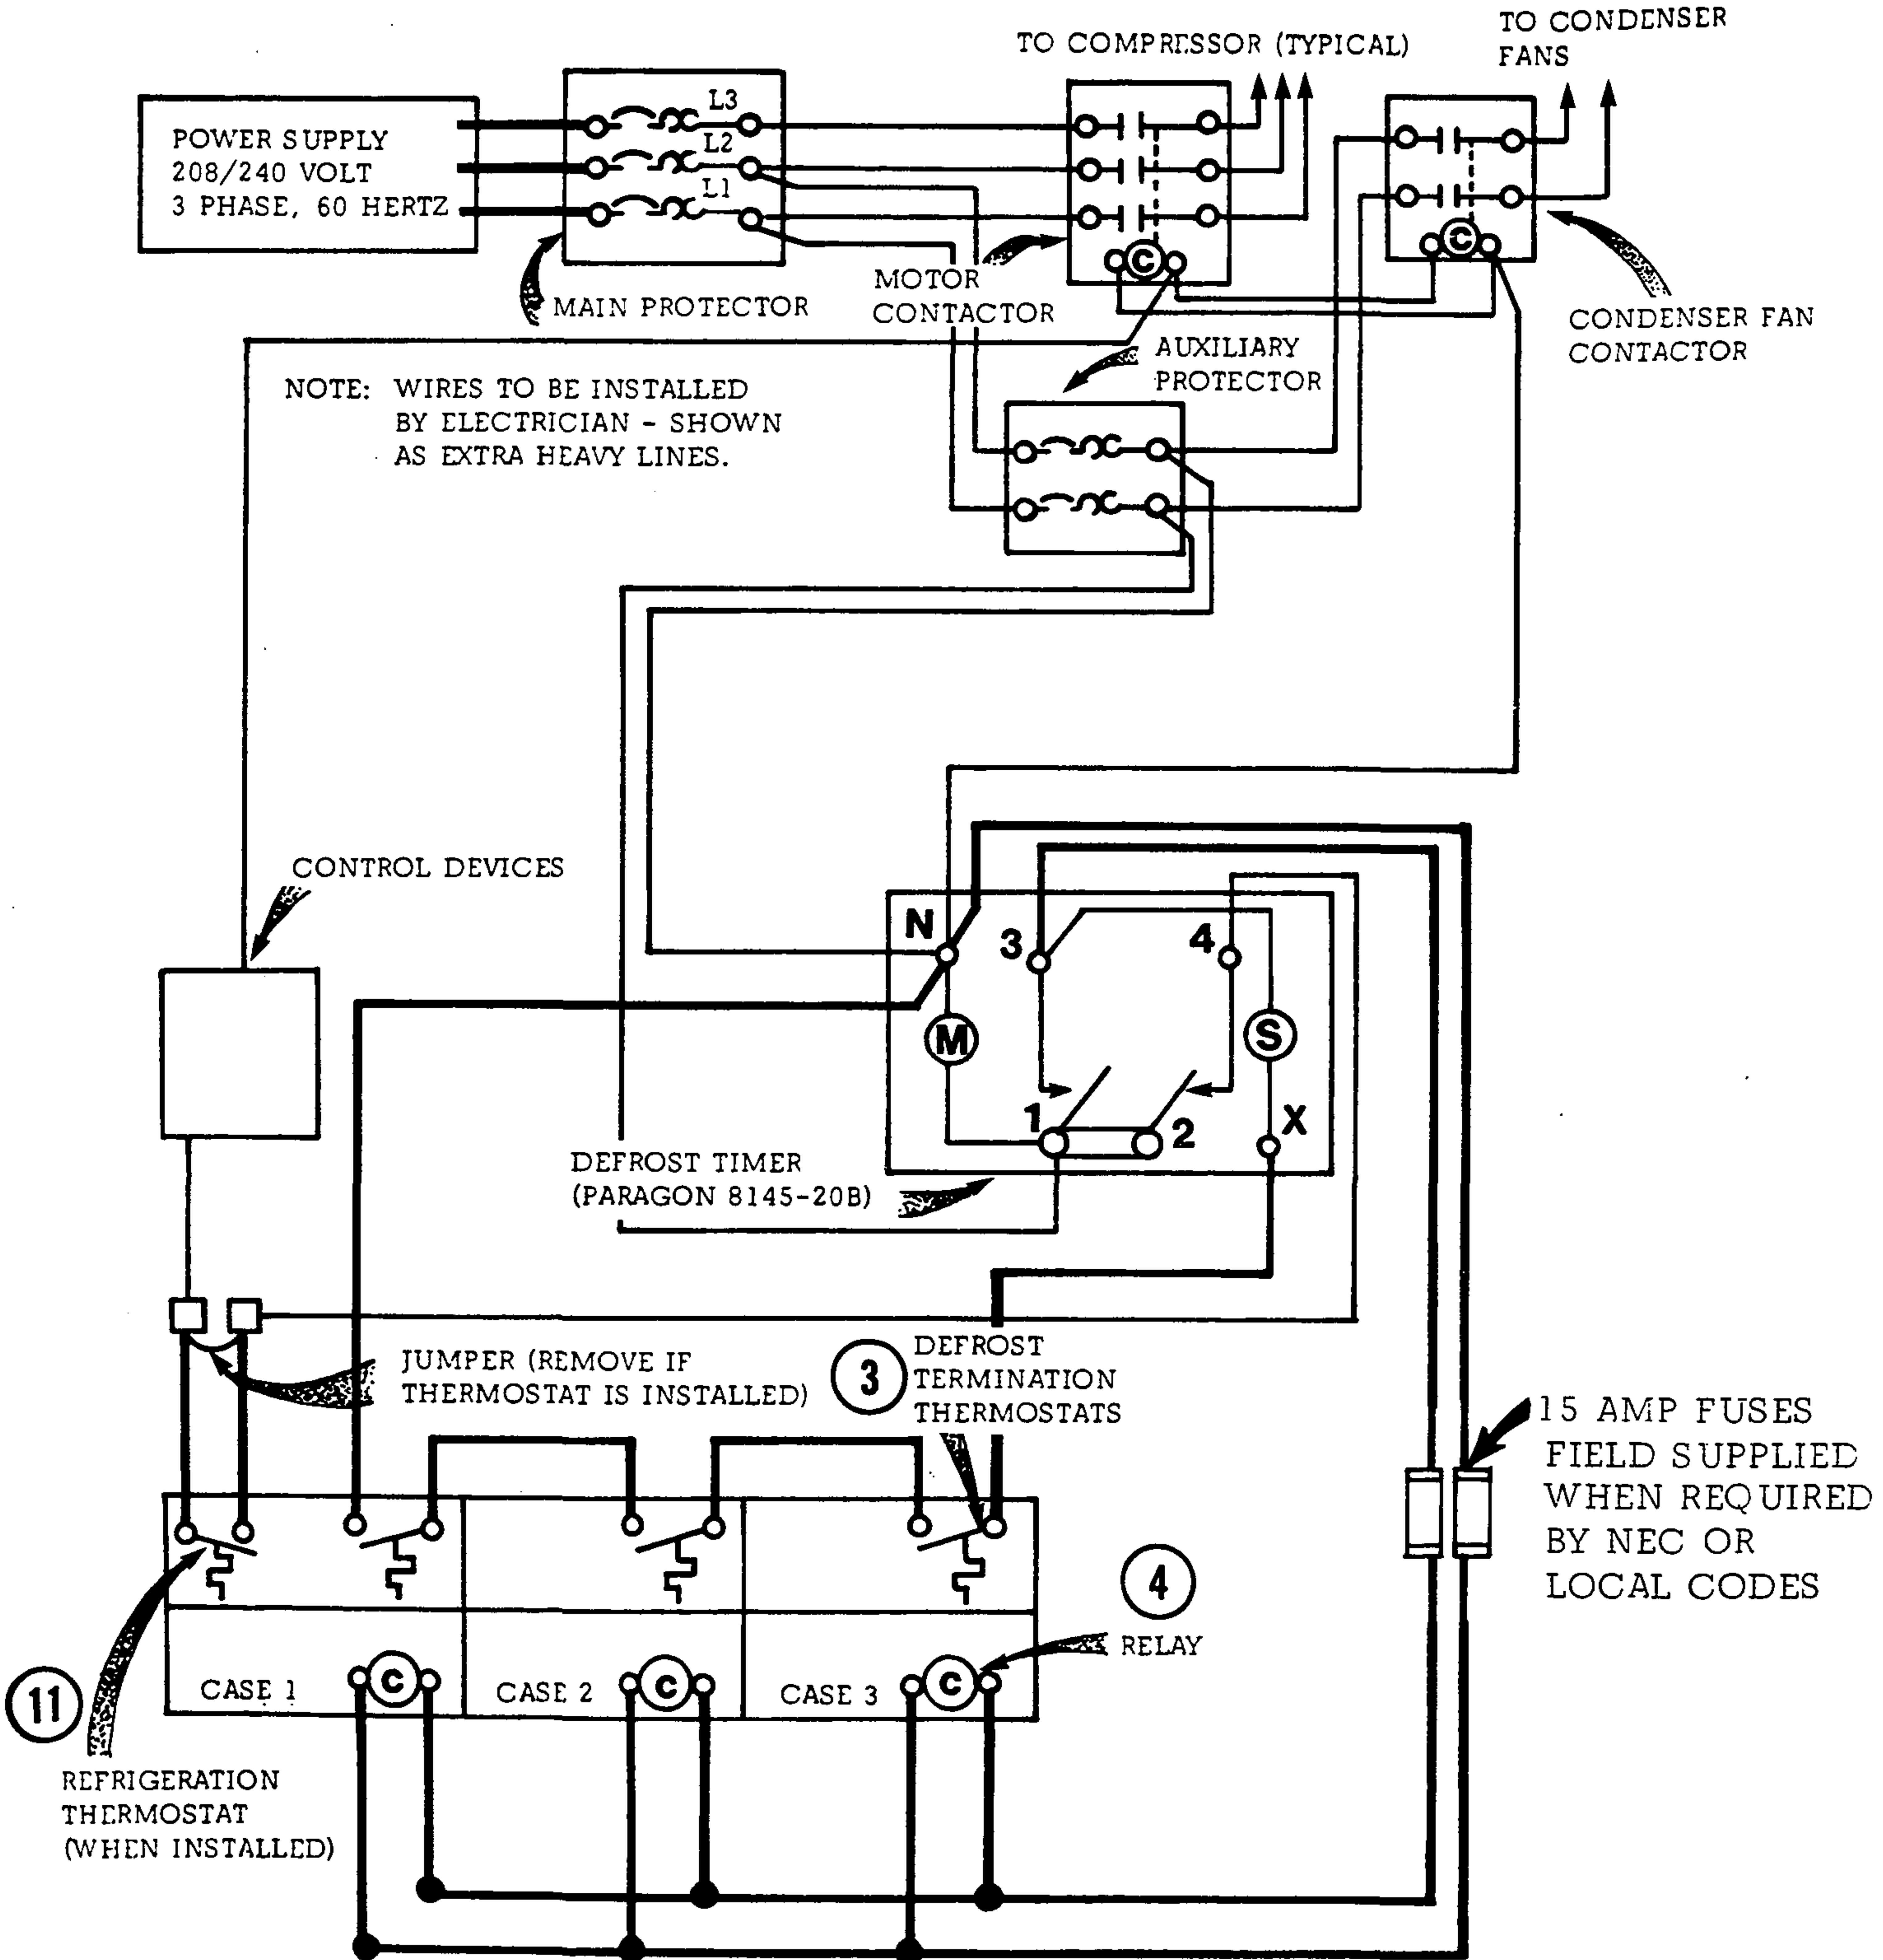 TO CONDENSER
FANS
TO COMPRESSOR (TYPICAL)
POWER SUPPLY
208/240 VOLT
3 PHASE, 60 HERTZ
L3
L2
L1
C
C
MAIN PROTECTOR
MOTOR
CONTACTOR
CONDENSER FAN
CONTACTOR
AUXILIARY
PROTECTOR
NOTE: WIRES TO BE INSTALLED
BY ELECTRICIAN - SHOWN
AS EXTRA HEAVY LINES.
CONTROL DEVICES
N
3
4
M
S
1
2
X
DEFROST TIMER
(PARAGON 8145-20B)
JUMPER (REMOVE IF
THERMOSTAT IS INSTALLED)
3
DEFROST
TERMINATION
THERMOSTATS
15 AMP FUSES
FIELD SUPPLIED
WHEN REQUIRED
BY NEC OR
LOCAL CODES
4
RELAY
CASE 1
C
CASE 2
C
CASE 3
C
11
REFRIGERATION
THERMOSTAT
(WHEN INSTALLED)